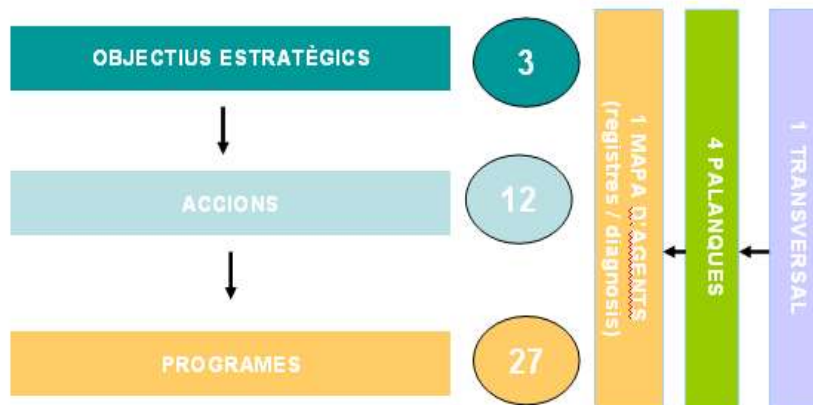 OBJECTIUS ESTRATÈGICS
3
ACCIONS
12
PROGRAMES
27
1 MAPA D'AGENTS
(registres / diagnosis)
4 PALANQUES
1 TRANSVERSAL